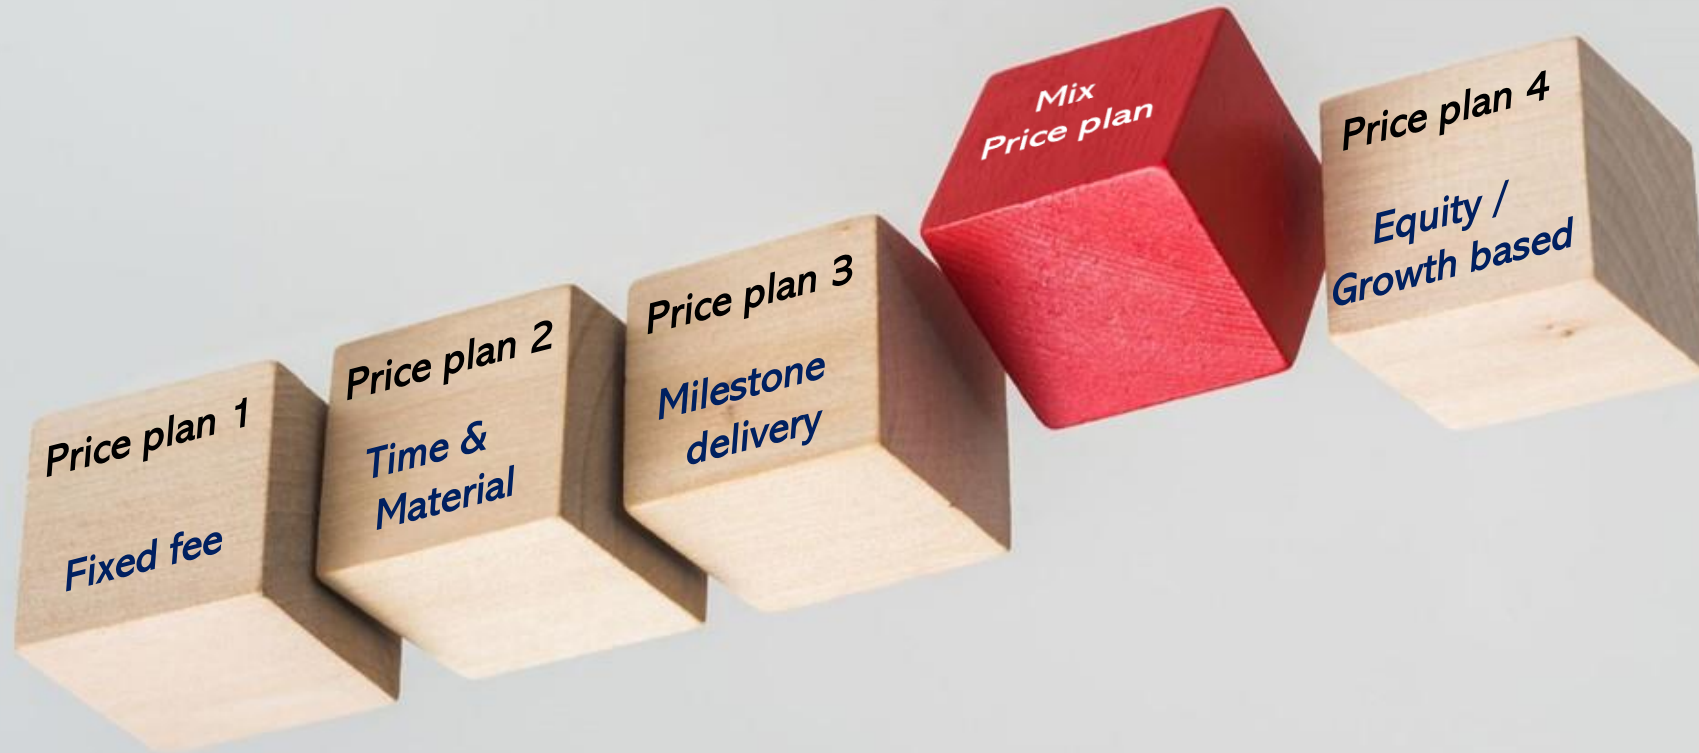 Price plan 1
Fixed fee
Price plan 2
Time &
Material
Price plan 3
Milestone
delivery
Mix
Price plan
Price plan 4
Equity /
Growth based